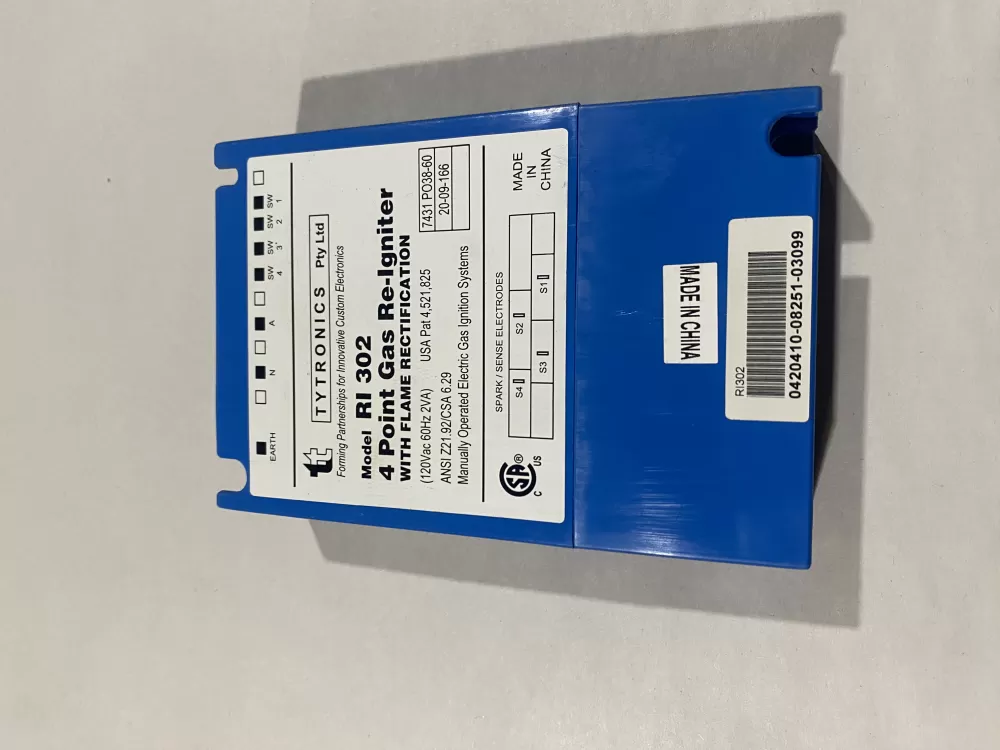 EARTH N A SW SW SW SW
4 3' 2 1
tt TYTRONICS Pty Ltd
Forming Partnerships for Innovative Custom Electronics
Model RI 302
4 Point Gas Re-Igniter
WITH FLAME RECTIFICATION
(120Vac 60Hz 2VA) USA Pat 4,521,825
ANSI Z21.92/CSA 6.29
Manually Operated Electric Gas Ignition Systems
7431 PO38-60
20-09-166
SPARK / SENSE ELECTRODES
S4 S2
S3 S1
CSA®
C US
MADE
IN
CHINA
MADE IN CHINA
RI302
0420410-08251-03099